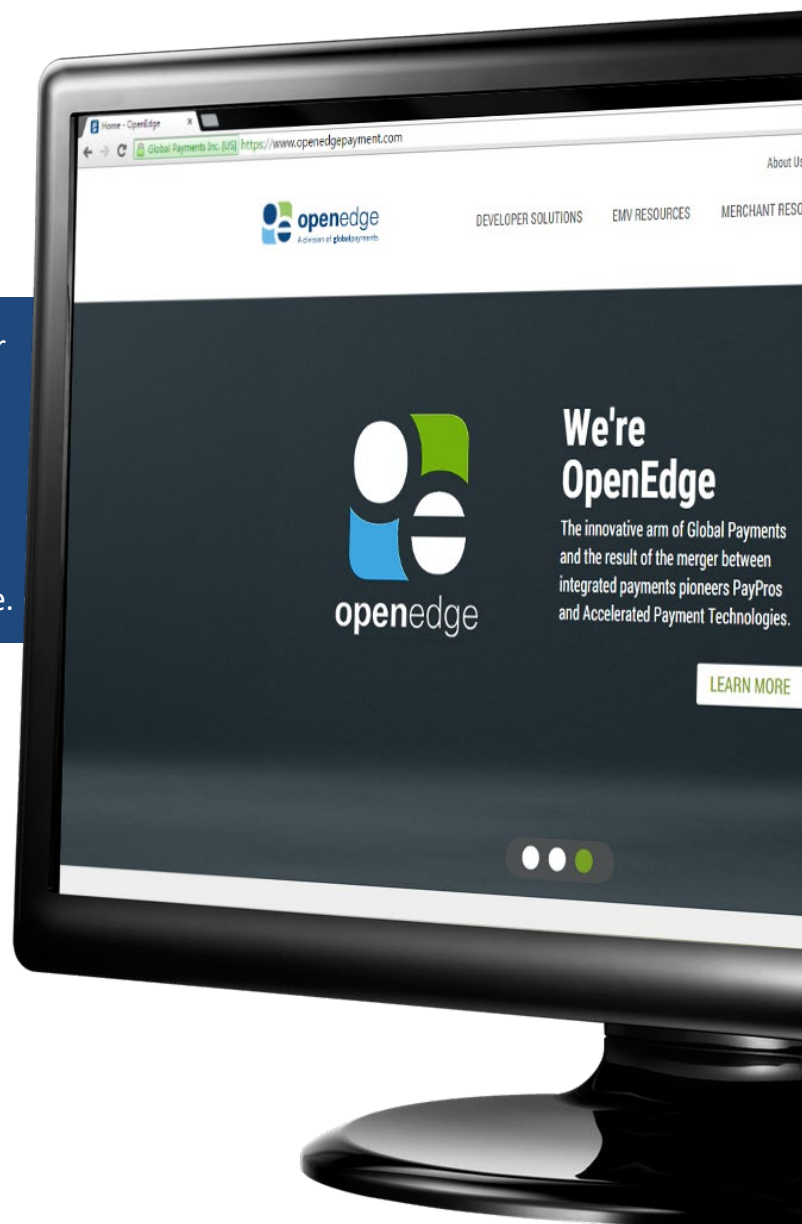 Home - OpenEdge
Global Payments Inc. [US] https://www.openedgepayment.com
About Us
openedge
A division of globalpayments
DEVELOPER SOLUTIONS EMV RESOURCES MERCHANT RESO
r
We're
OpenEdge
The innovative arm of Global Payments
and the result of the merger between
integrated payments pioneers PayPros
and Accelerated Payment Technologies.
openedge
e.
LEARN MORE